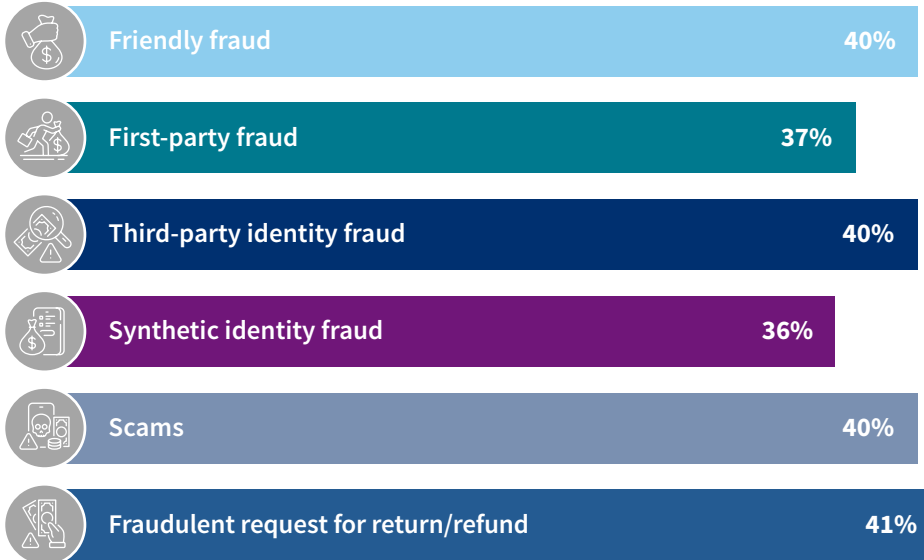 Friendly fraud 40%
First-party fraud 37%
Third-party identity fraud 40%
Synthetic identity fraud 36%
Scams 40%
Fraudulent request for return/refund 41%